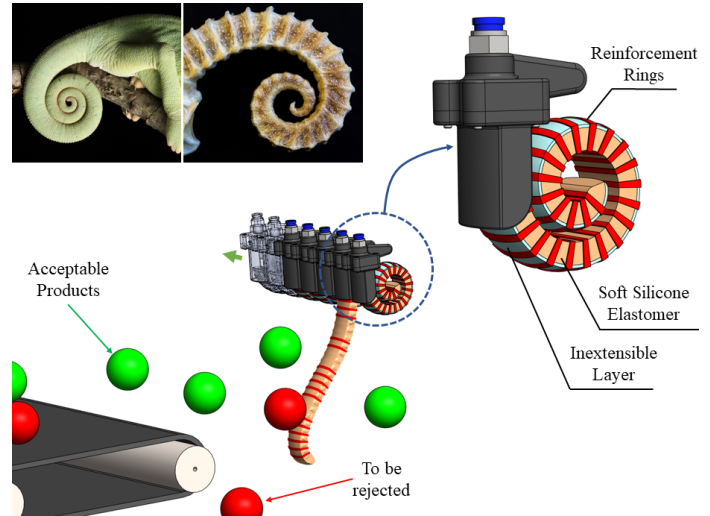 Reinforcement
Rings
Acceptable
Products
Soft Silicone
Elastomer
Inextensible
Layer
To be
rejected